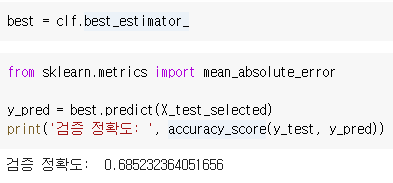 best = clf.best_estimator_
from sklearn.metrics import mean_absolute_error
y_pred = best.predict(X_test_selected)
print('검증 정확도: ', accuracy_score(y_test, y_pred))
검증 정확도:  0.685232364051656